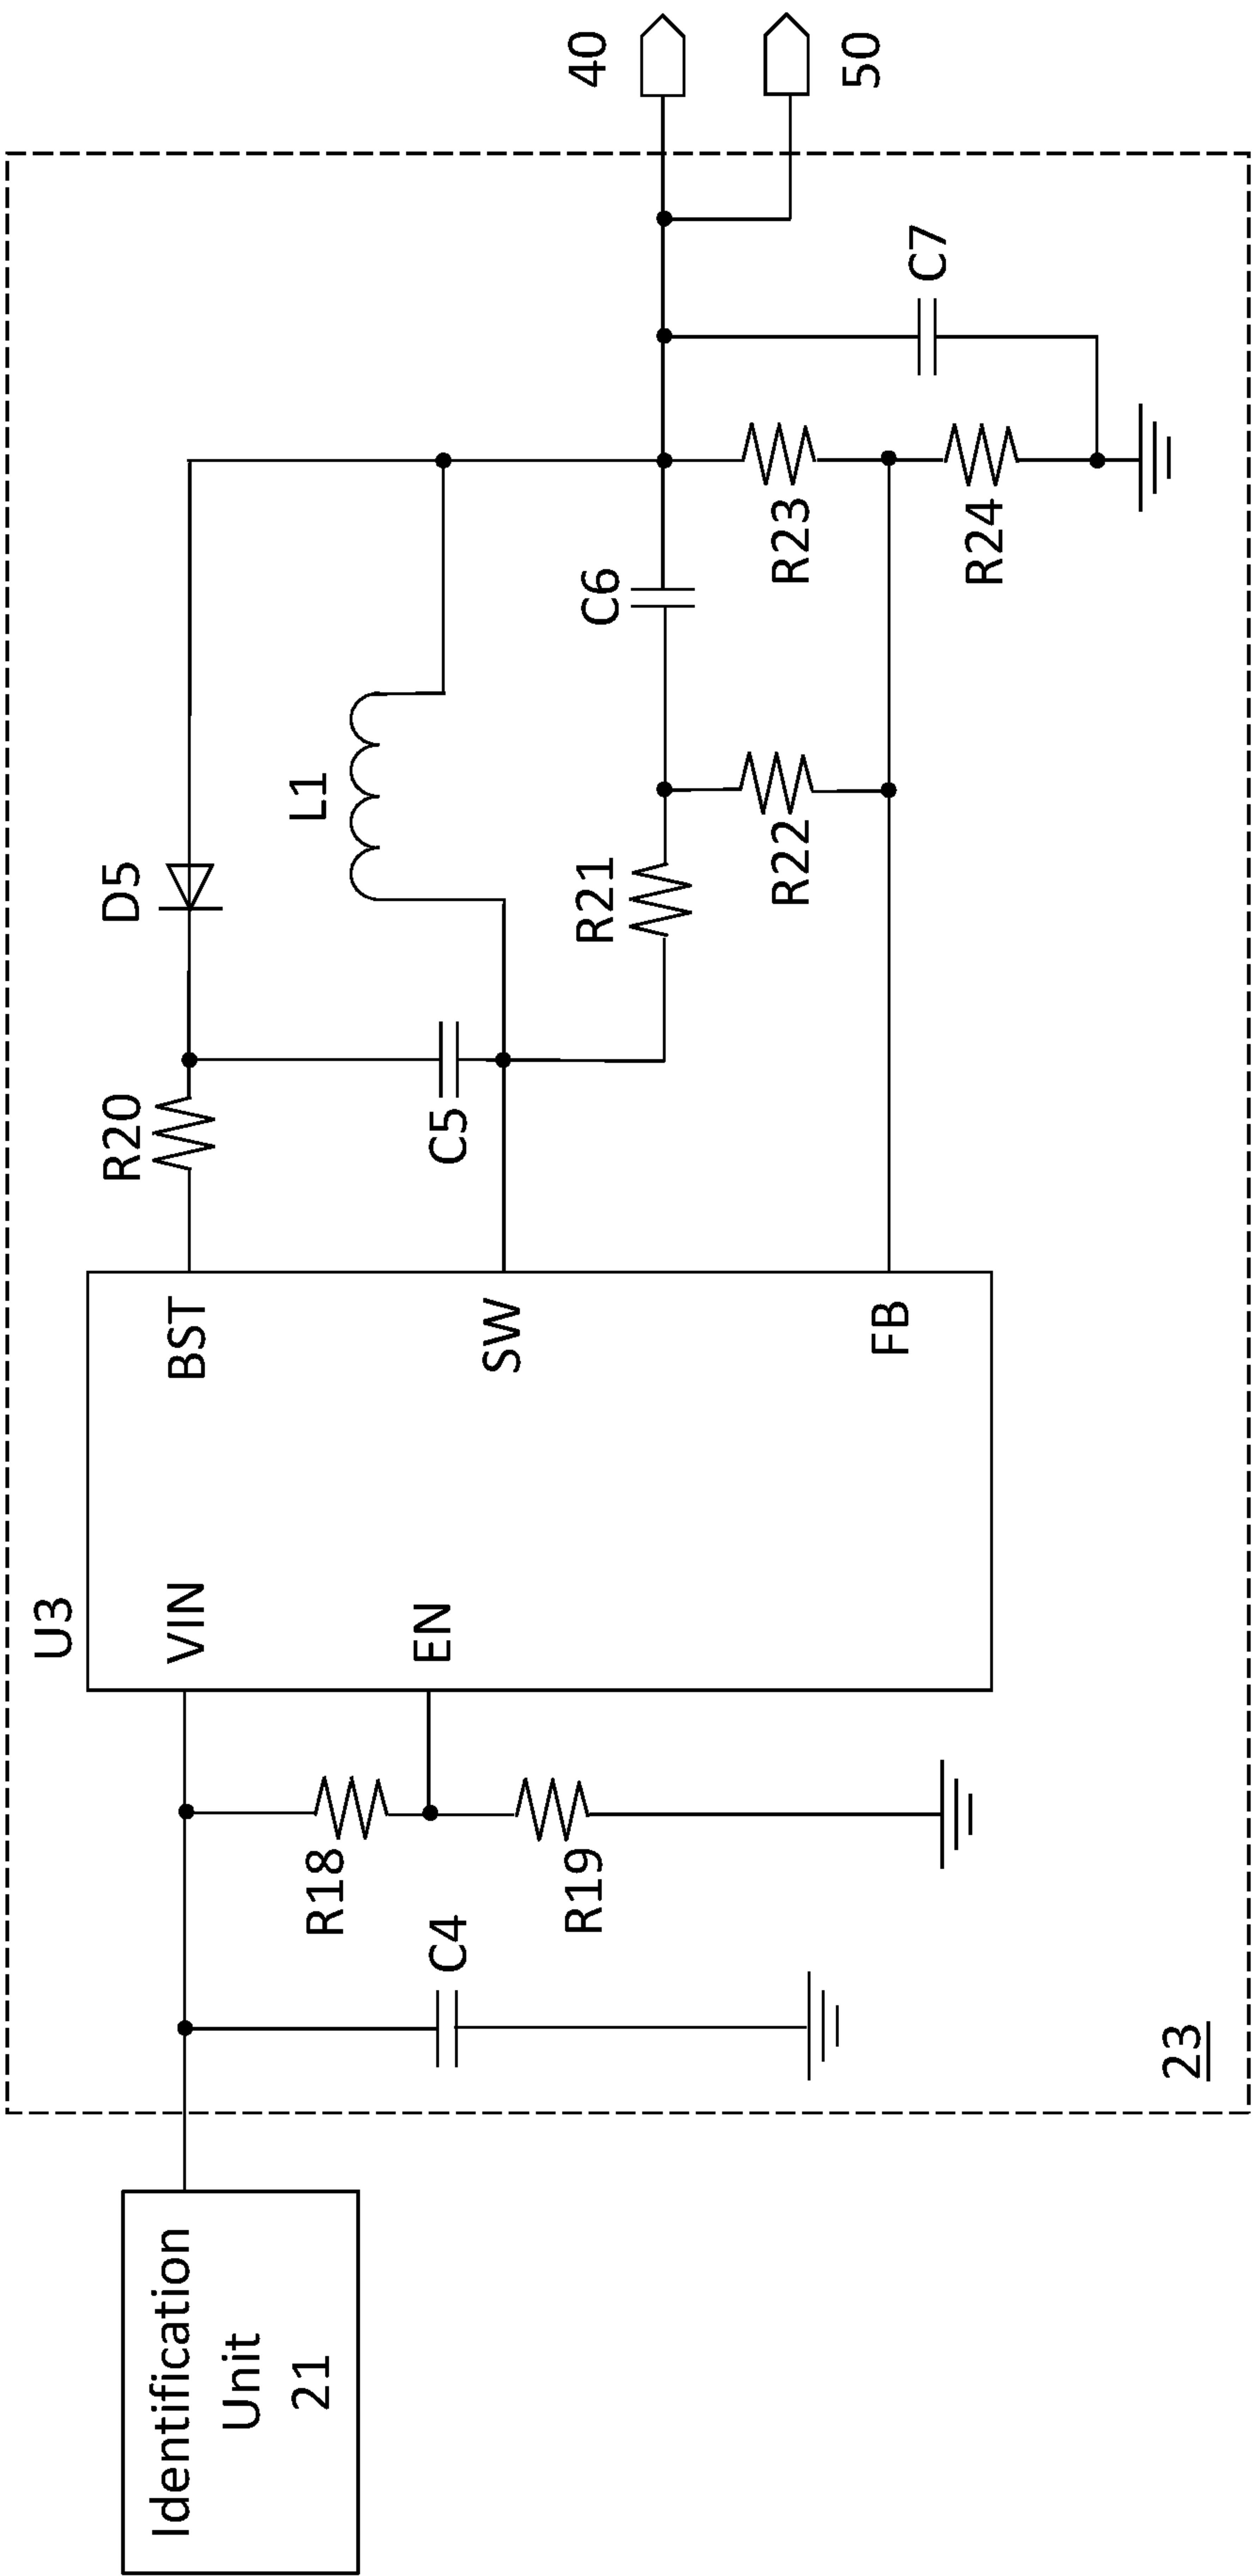 Identification
Unit
21
U3
VIN
EN
BST
SW
FB
C4
R18
R19
R20
D5
C5
L1
R21
C6
R22
R23
R24
C7
40
50
23